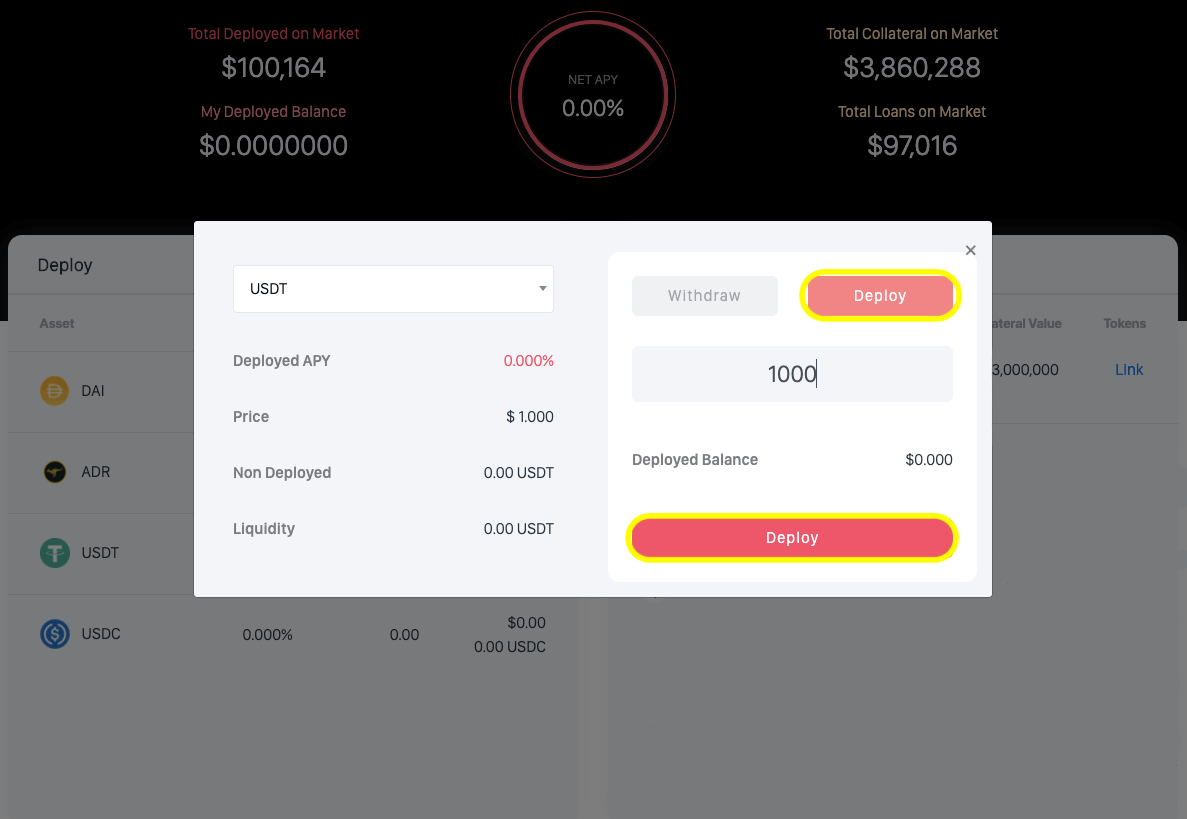 Total Deployed on Market
$100,164
My Deployed Balance
$0.0000000
NET APY
0.00%
Total Collateral on Market
$3,860,288
Total Loans on Market
$97,016
Deploy
Asset
DAI
ADR
USDT
USDC
0.000%
0.00
$0.00
0.00 USDC
USDT
Deployed APY
0.000%
Price
$ 1.000
Non Deployed
0.00 USDT
Liquidity
0.00 USDT
×
Withdraw
Deploy
1000
Deployed Balance
$0.000
Deploy
ateral Value
Tokens
3,000,000
LInk